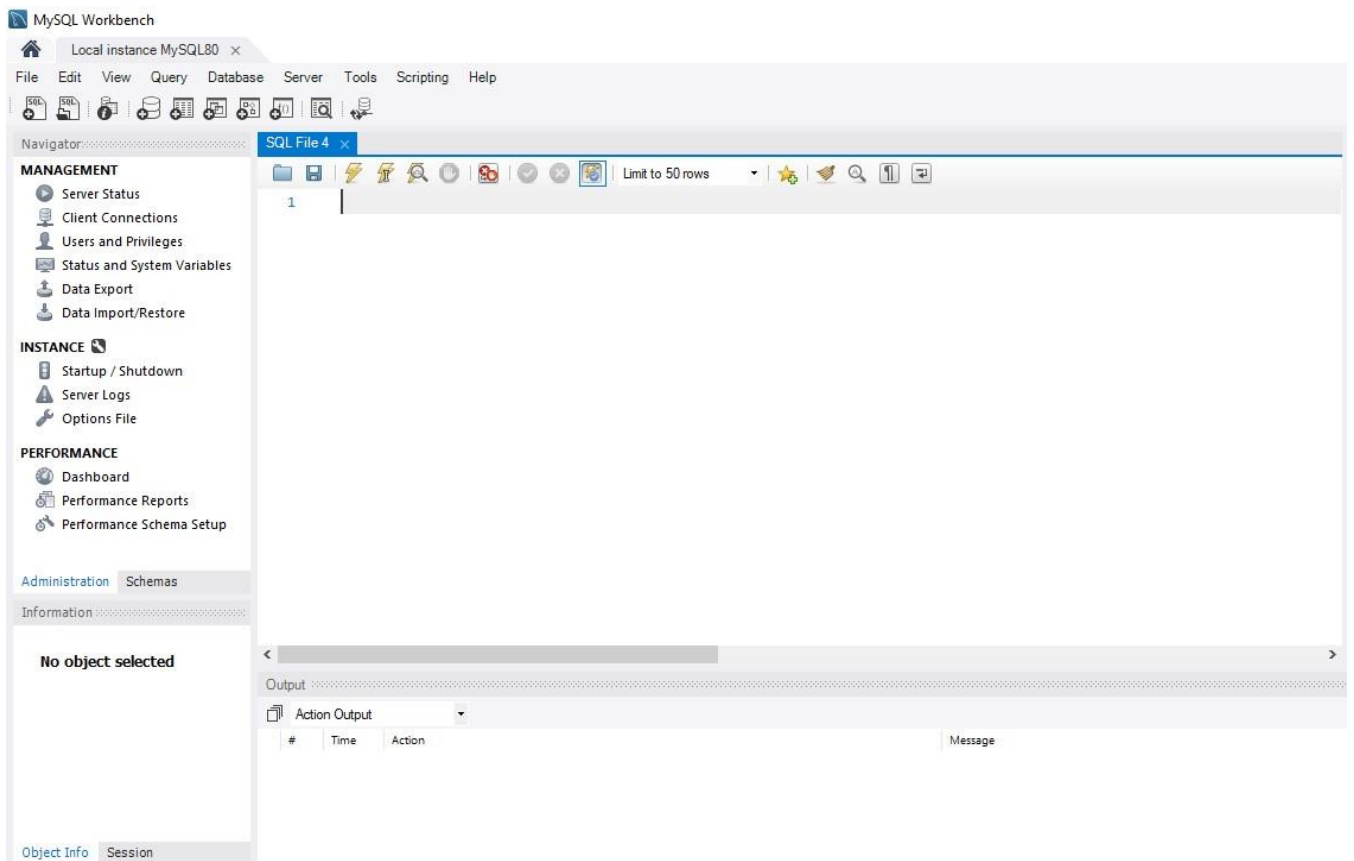 MySQL Workbench
Local instance MySQL80
File Edit View Query Database Server Tools Scripting Help
Navigator
SQL File 4
MANAGEMENT
Limit to 50 rows
Server Status
1
Client Connections
Users and Privileges
Status and System Variables
Data Export
Data Import/Restore
INSTANCE
Startup / Shutdown
Server Logs
Options File
PERFORMANCE
Dashboard
Performance Reports
Performance Schema Setup
Administration Schemas
Information
No object selected
Output
Action Output
# Time Action Message
Object Info Session